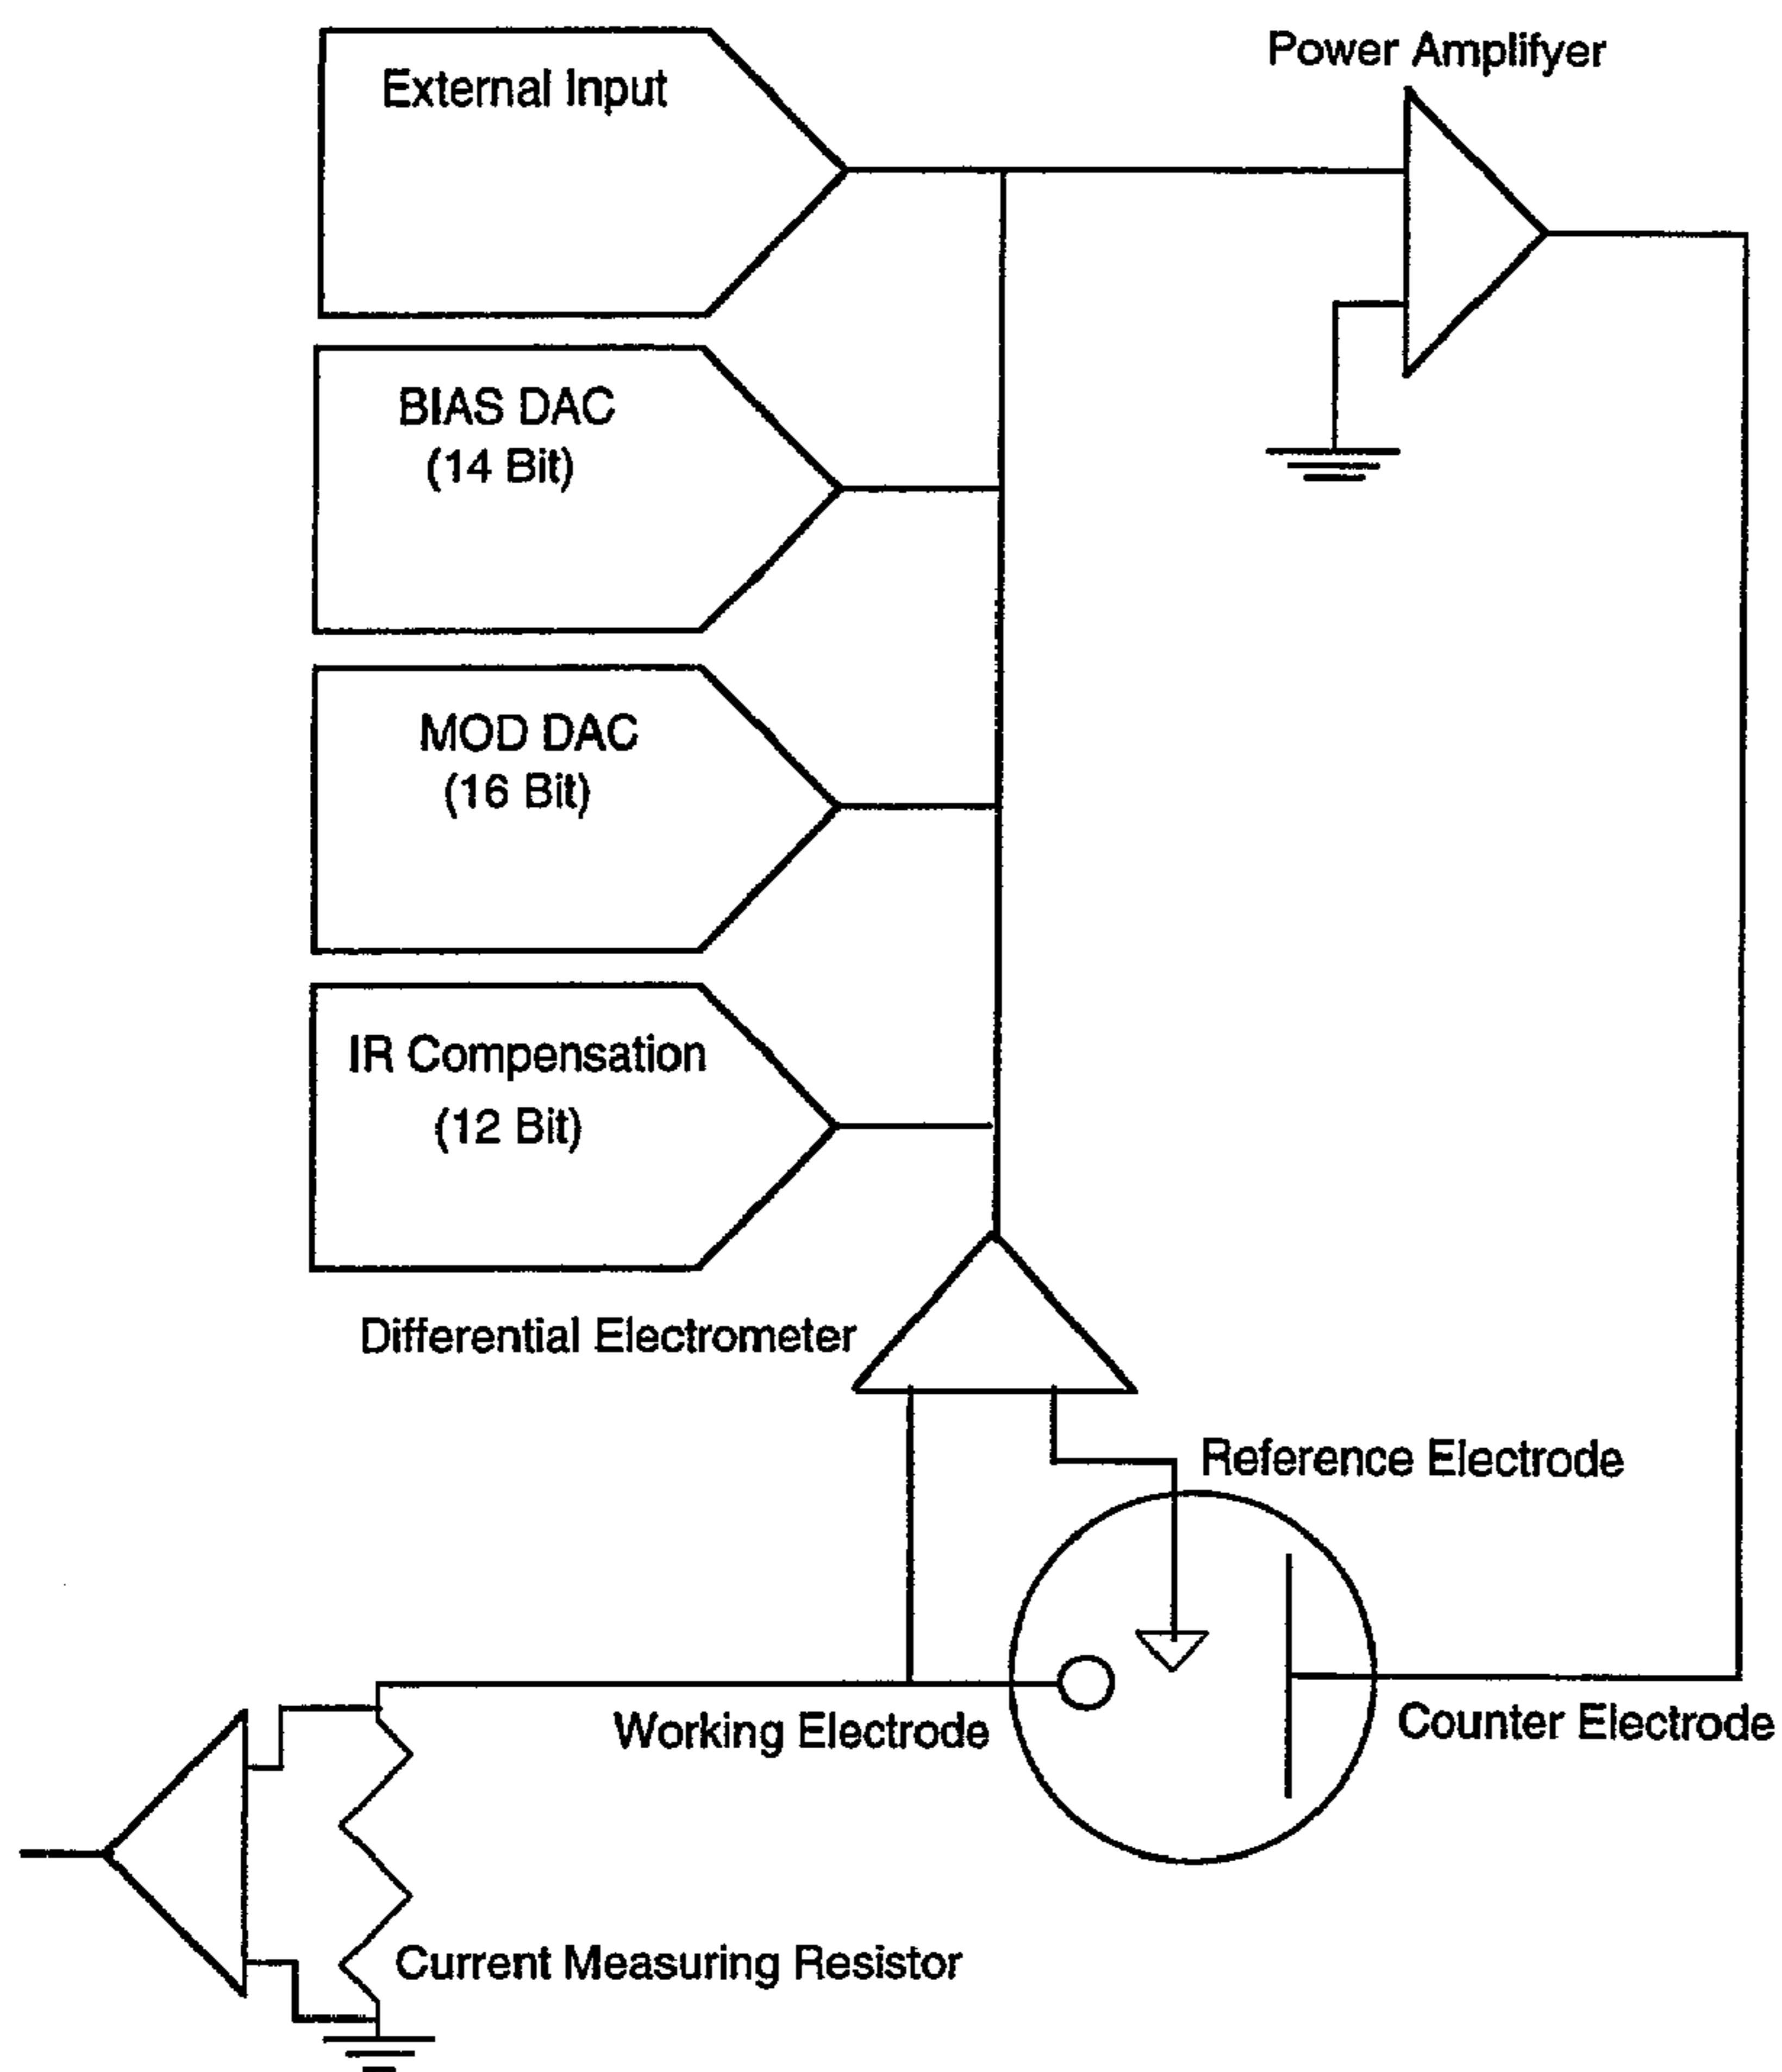 External Input
Power Amplifyer
BIAS DAC
(14 Bit)
MOD DAC
(16 Bit)
IR Compensation
(12 Bit)
Differential Electrometer
Reference Electrode
Working Electrode
Counter Electrode
Current Measuring Resistor